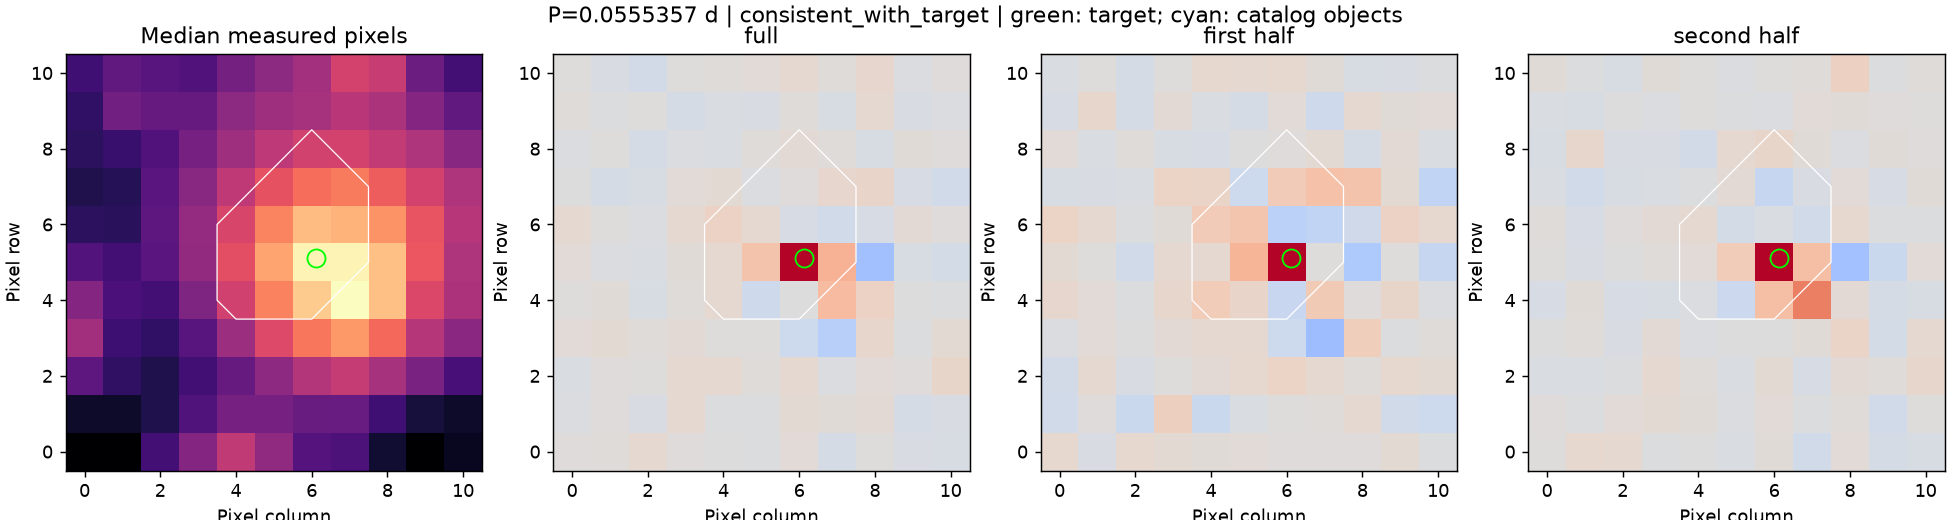 P=0.0555357 d | consistent_with_target | green: target; cyan: catalog objects
Median measured pixels
full
first half
second half
Pixel row
10
8
6
4
2
0
0 2 4 6 8 10
Pixel column
Pixel row
10
8
6
4
2
0
0 2 4 6 8 10
Pixel column
Pixel row
10
8
6
4
2
0
0 2 4 6 8 10
Pixel column
Pixel row
10
8
6
4
2
0
0 2 4 6 8 10
Pixel column